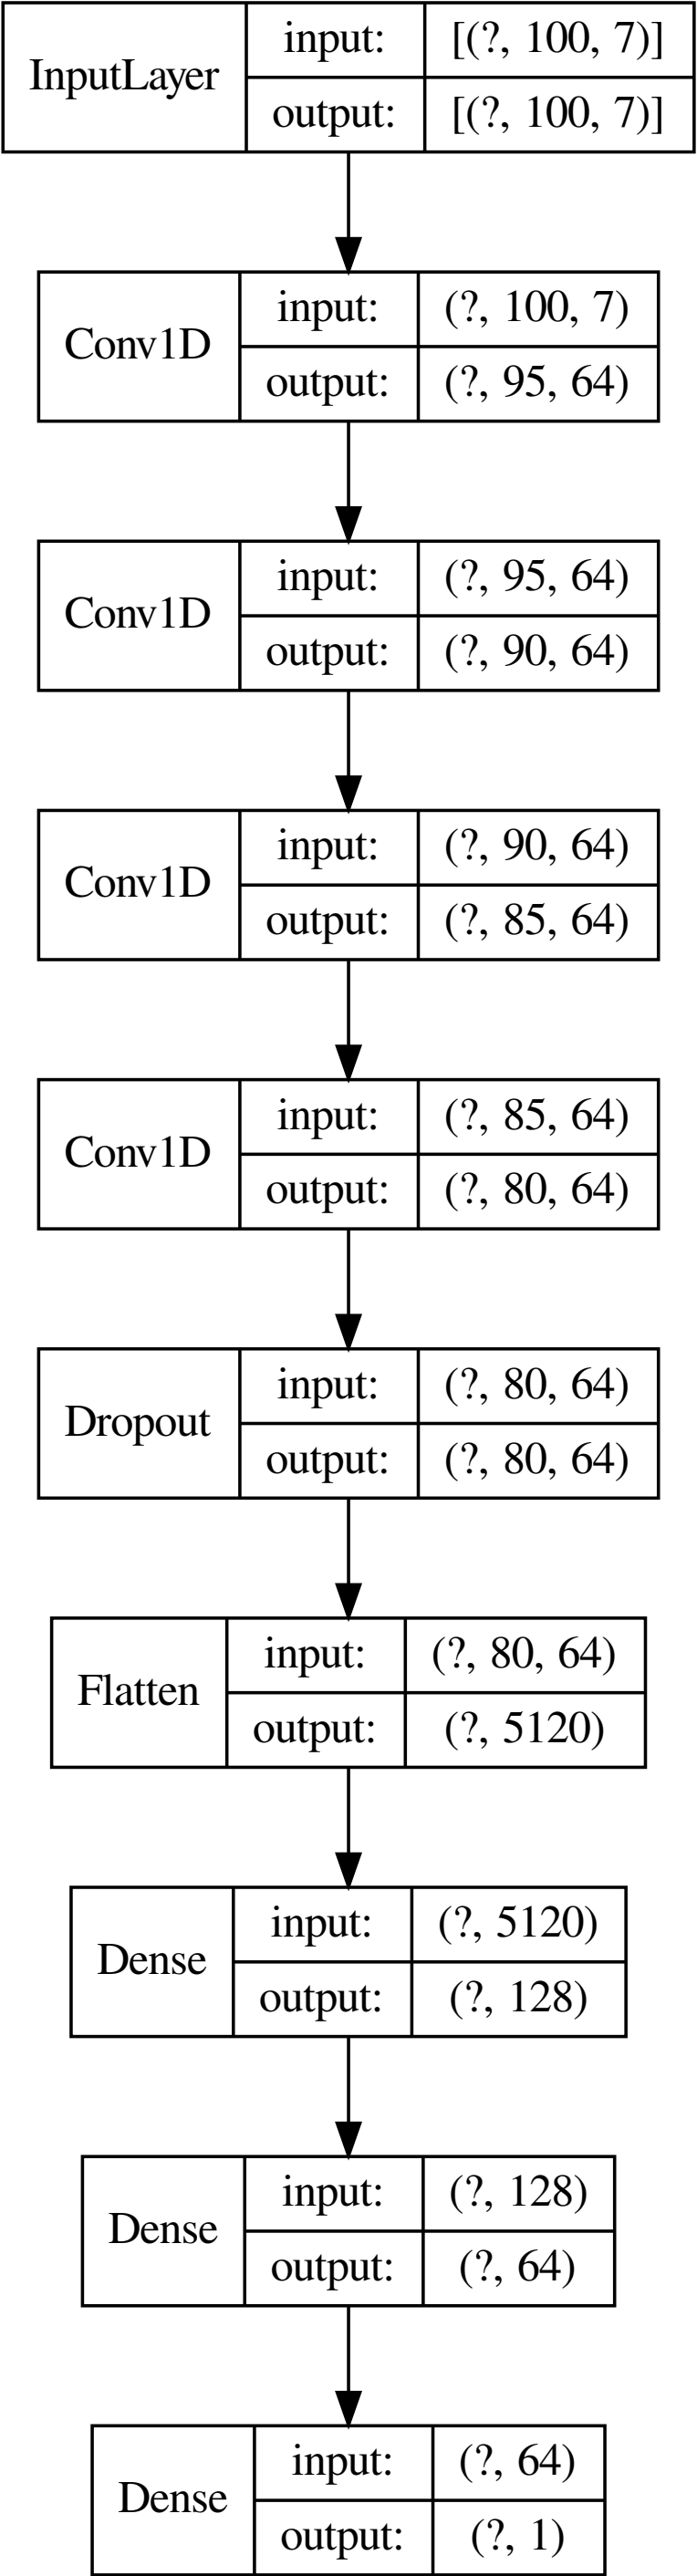 InputLayer
input: [(?, 100, 7)]
output: [(?, 100, 7)]
Conv1D
input: (?, 100, 7)
output: (?, 95, 64)
Conv1D
input: (?, 95, 64)
output: (?, 90, 64)
Conv1D
input: (?, 90, 64)
output: (?, 85, 64)
Conv1D
input: (?, 85, 64)
output: (?, 80, 64)
Dropout
input: (?, 80, 64)
output: (?, 80, 64)
Flatten
input: (?, 80, 64)
output: (?, 5120)
Dense
input: (?, 5120)
output: (?, 128)
Dense
input: (?, 128)
output: (?, 64)
Dense
input: (?, 64)
output: (?, 1)